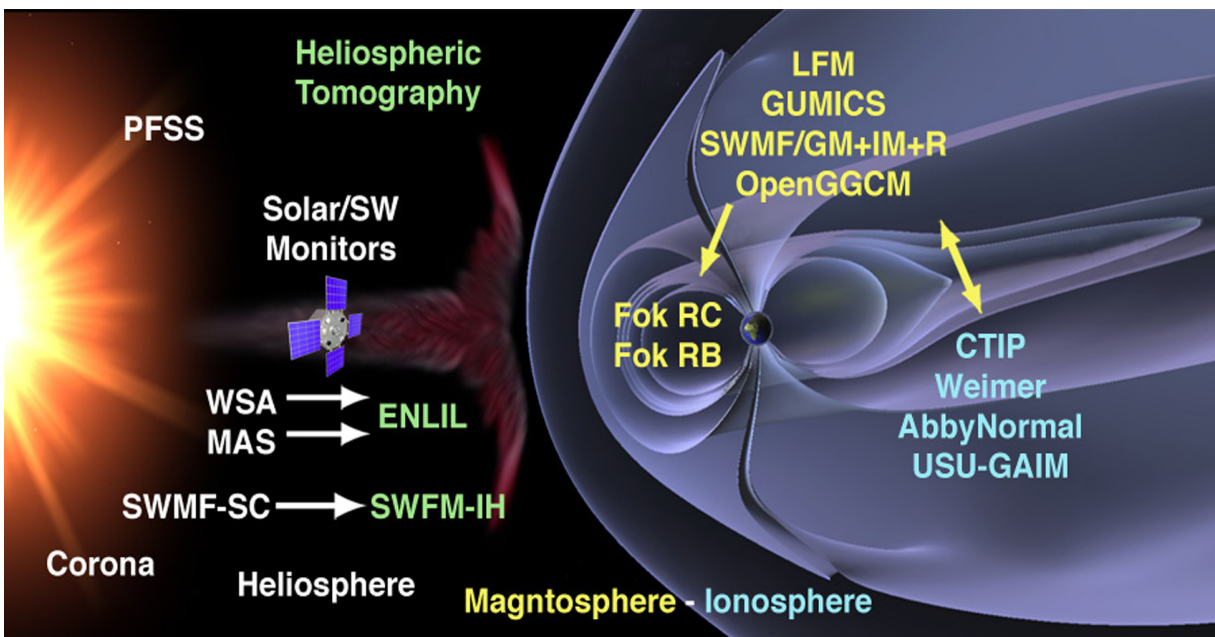 Heliospheric
Tomography
PFSS
Solar/SW
Monitors
WSA
MAS
ENLIL
SWMF-SC
SWFM-IH
Corona
Heliosphere
LFM
GUMICS
SWMF/GM+IM+R
OpenGGCM
Fok RC
Fok RB
CTIP
Weimer
AbbyNormal
USU-GAIM
Magntosphere - Ionosphere